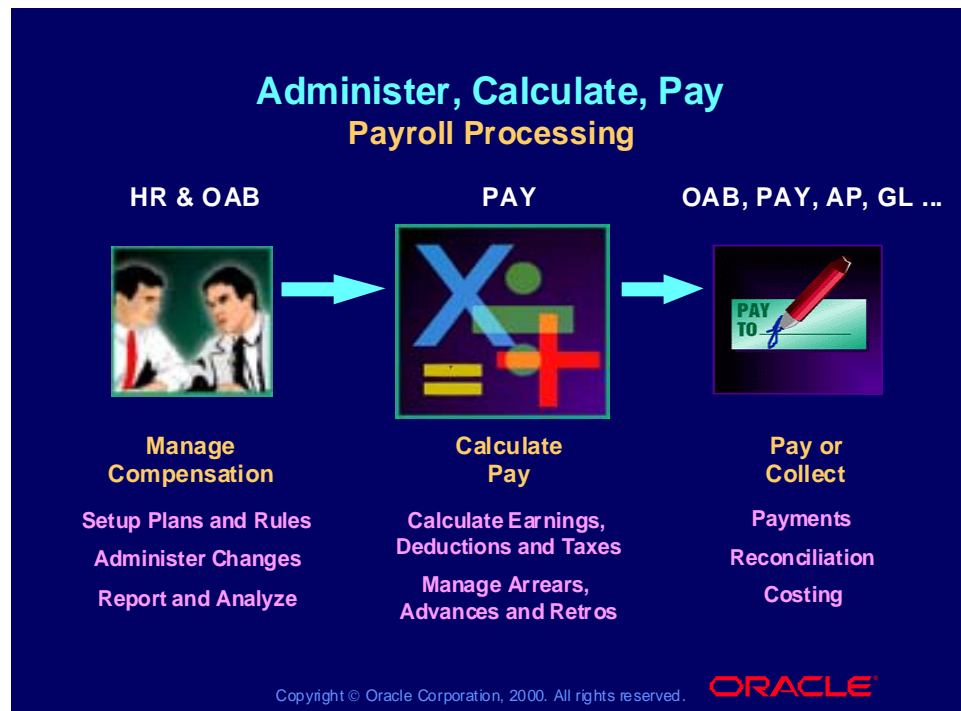 Administer, Calculate, Pay
Payroll Processing
HR & OAB
PAY
OAB, PAY, AP, GL ...
PAY
TO
Manage
Compensation
Calculate
Pay
Pay or
Collect
Setup Plans and Rules
Administer Changes
Report and Analyze
Calculate Earnings,
Deductions and Taxes
Manage Arrears,
Advances and Retros
Payments
Reconciliation
Costing
Copyright © Oracle Corporation, 2000. All rights reserved.
ORACLE